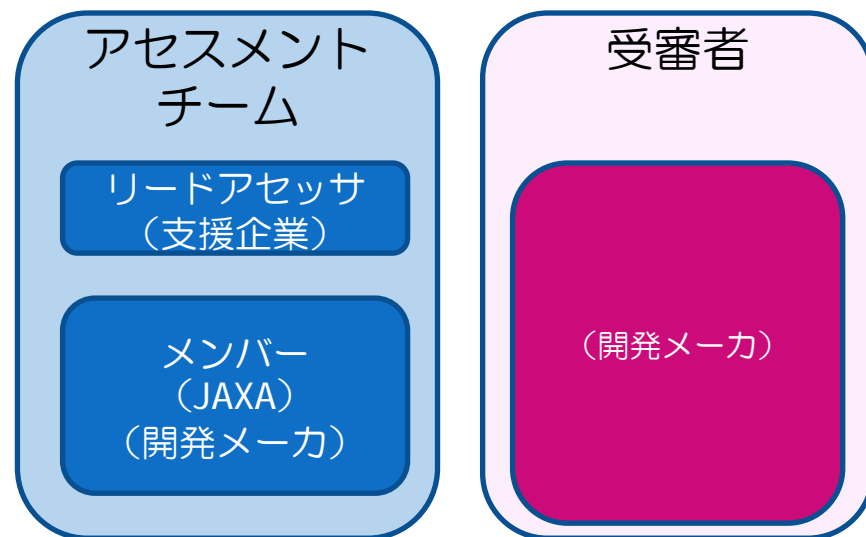 アセスメント
チーム
リードアセッサ
（支援企業）
メンバー
（JAXA）
（開発メーカ）
受審者
（開発メーカ）